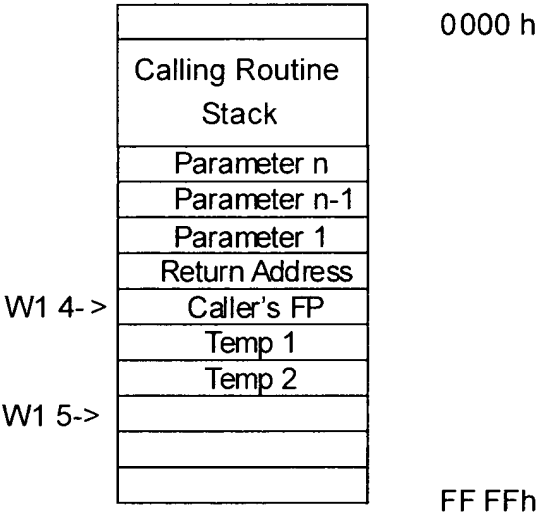 0000 h
Calling Routine
Stack
Parameter n
Parameter n-1
Parameter 1
Return Address
W1 4-> Caller's FP
Temp 1
Temp 2
W1 5->
FF FFh